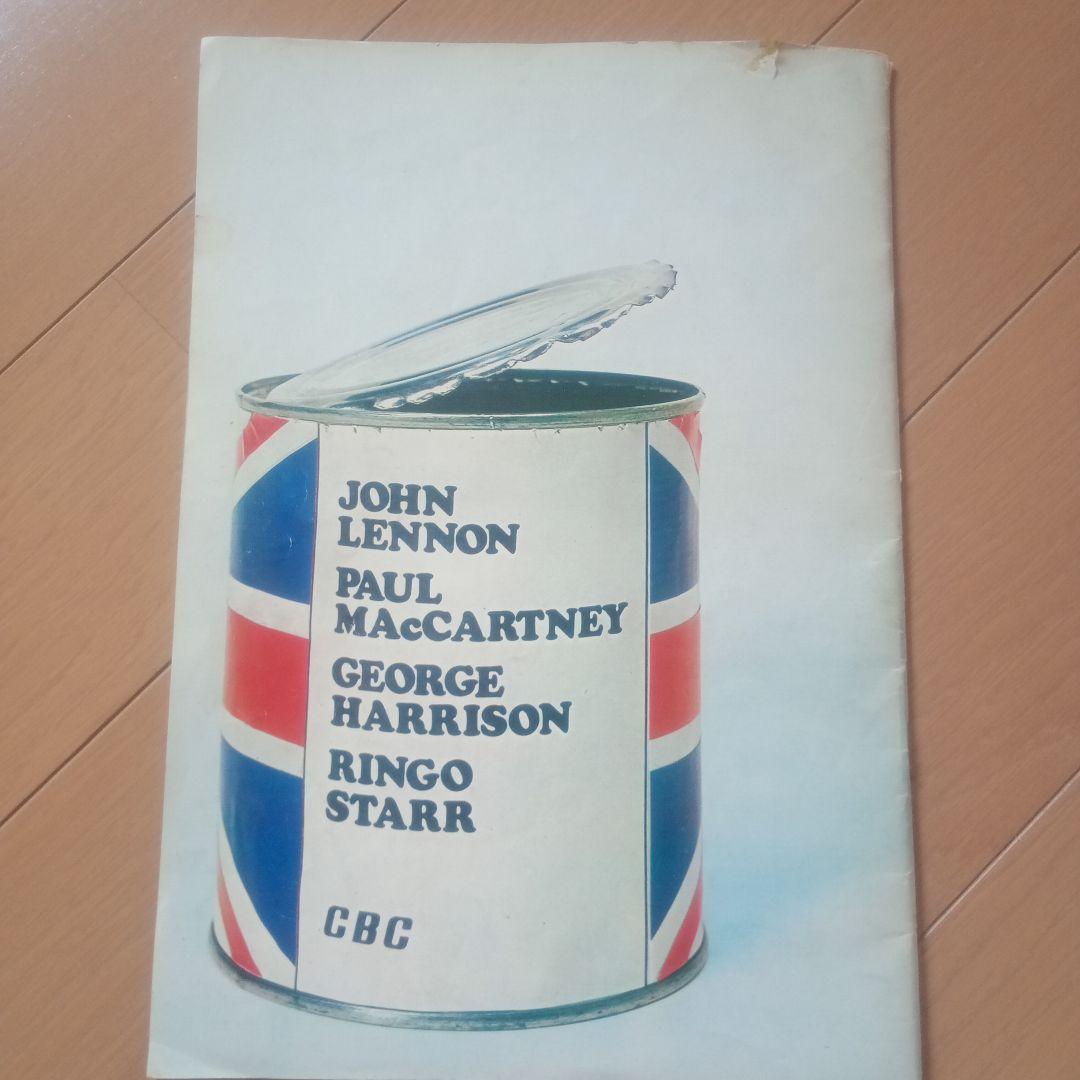 JOHN
LENNON
PAUL
MAcCARTNEY
GEORGE
HARRISON
RINGO
STARR
CBC